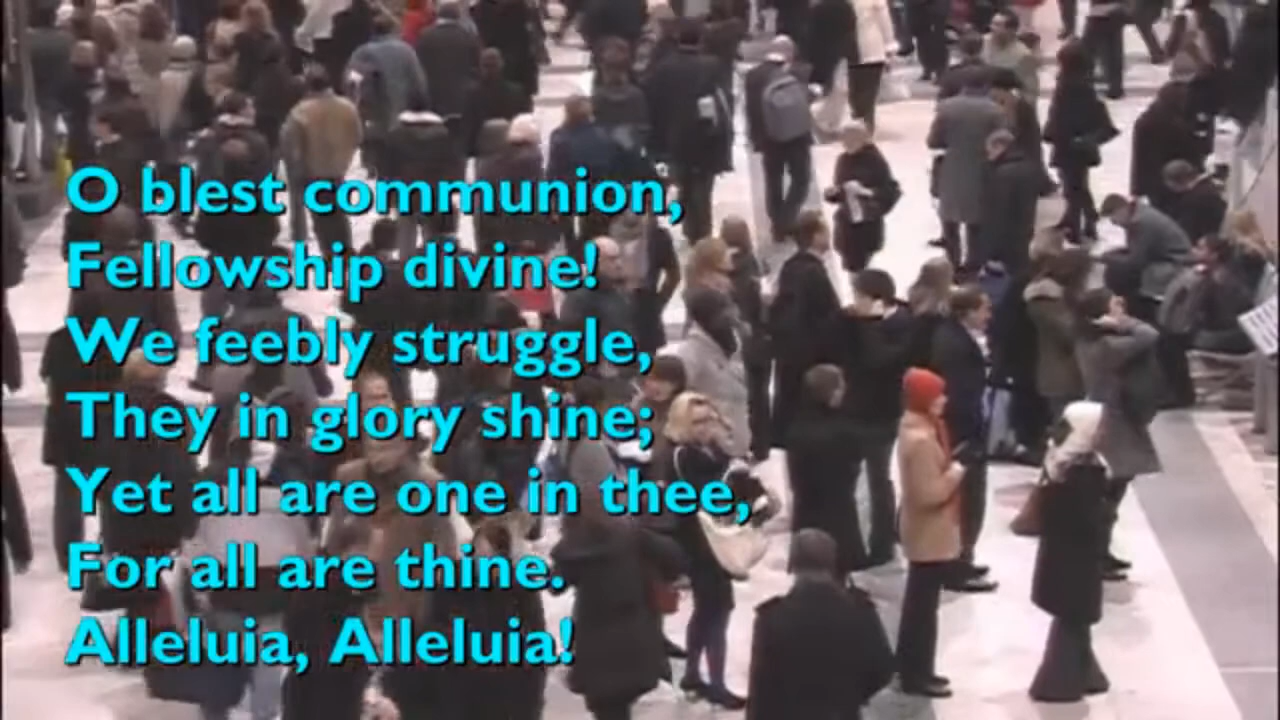 O blest communion,
Fellowship divine!
We feebly struggle,
They in glory shine;
Yet all are one in thee,
For all are thine.
Alleluia, Alleluia!